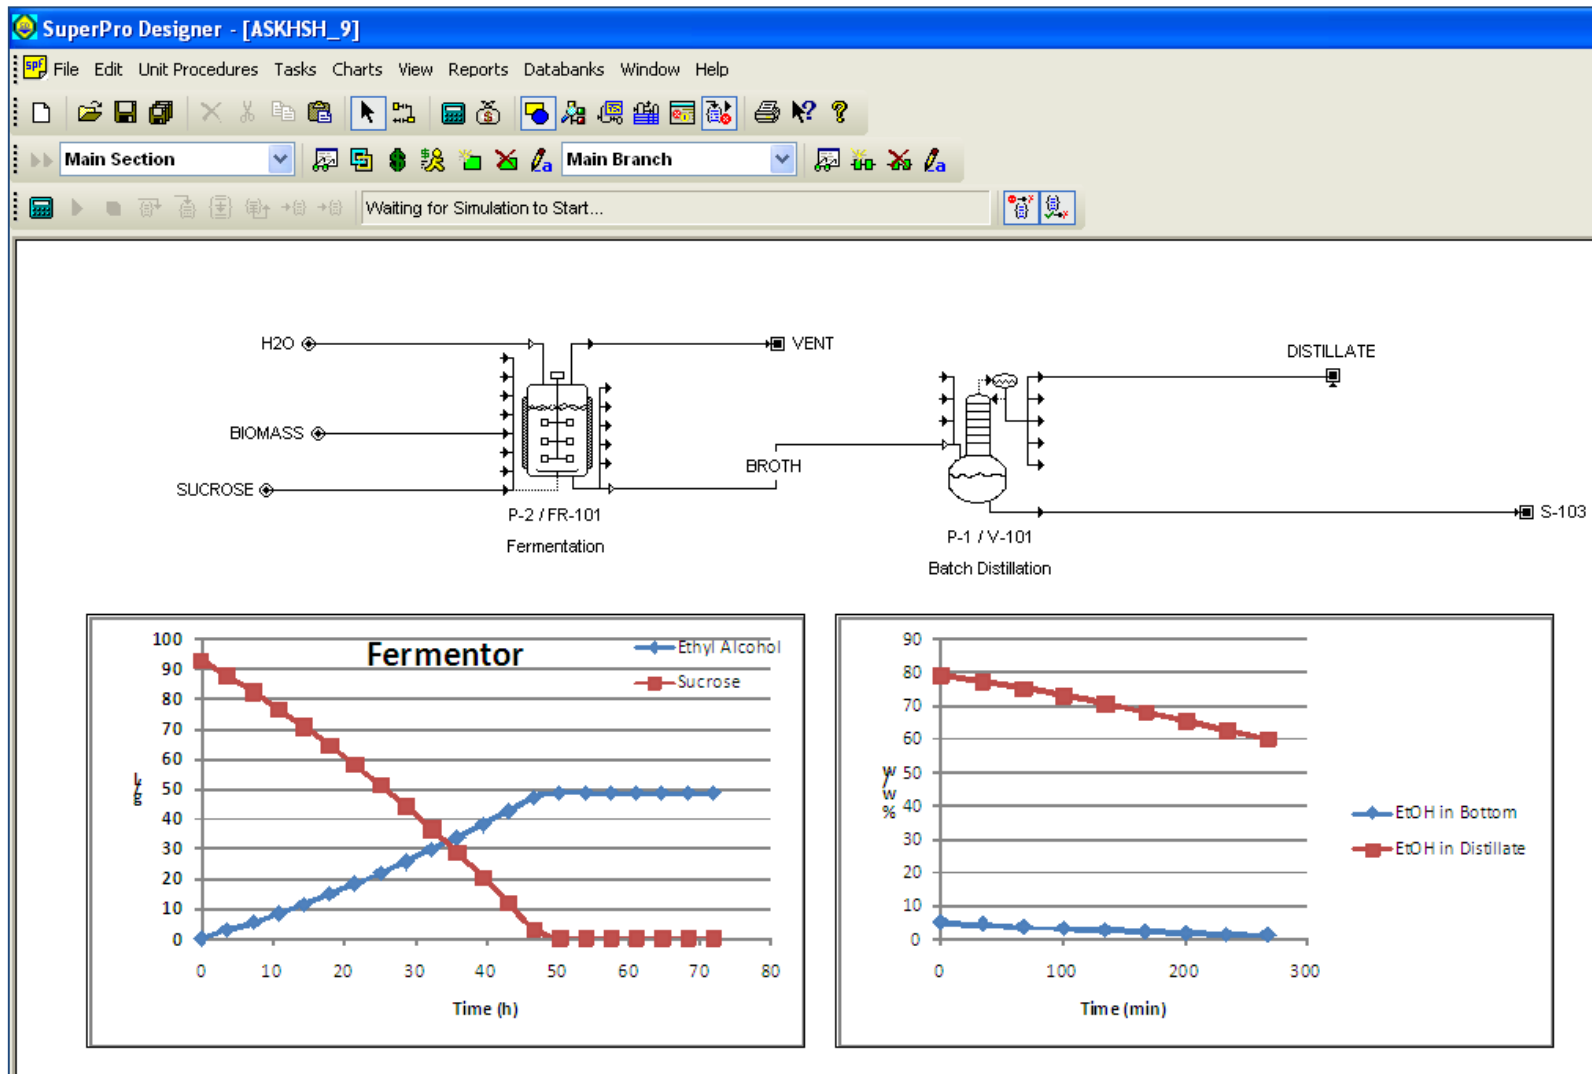 SuperPro Designer - [ASKHSH_9]
spf File Edit Unit Procedures Tasks Charts View Reports Databanks Window Help
Main Section
Main Branch
Waiting for Simulation to Start...
H2O
VENT
DISTILLATE
BIOMASS
BROTH
SUCROSE
S-103
P-2 / FR-101
Fermentation
P-1 / V-101
Batch Distillation
Fermentor
Ethyl Alcohol
Sucrose
100
90
80
70
60
50
40
30
20
10
0
g/L
0 10 20 30 40 50 60 70 80
Time (h)
90
80
70
60
50
40
30
20
10
0
% w/w
EtOH in Bottom
EtOH in Distillate
0 100 200 300
Time (min)